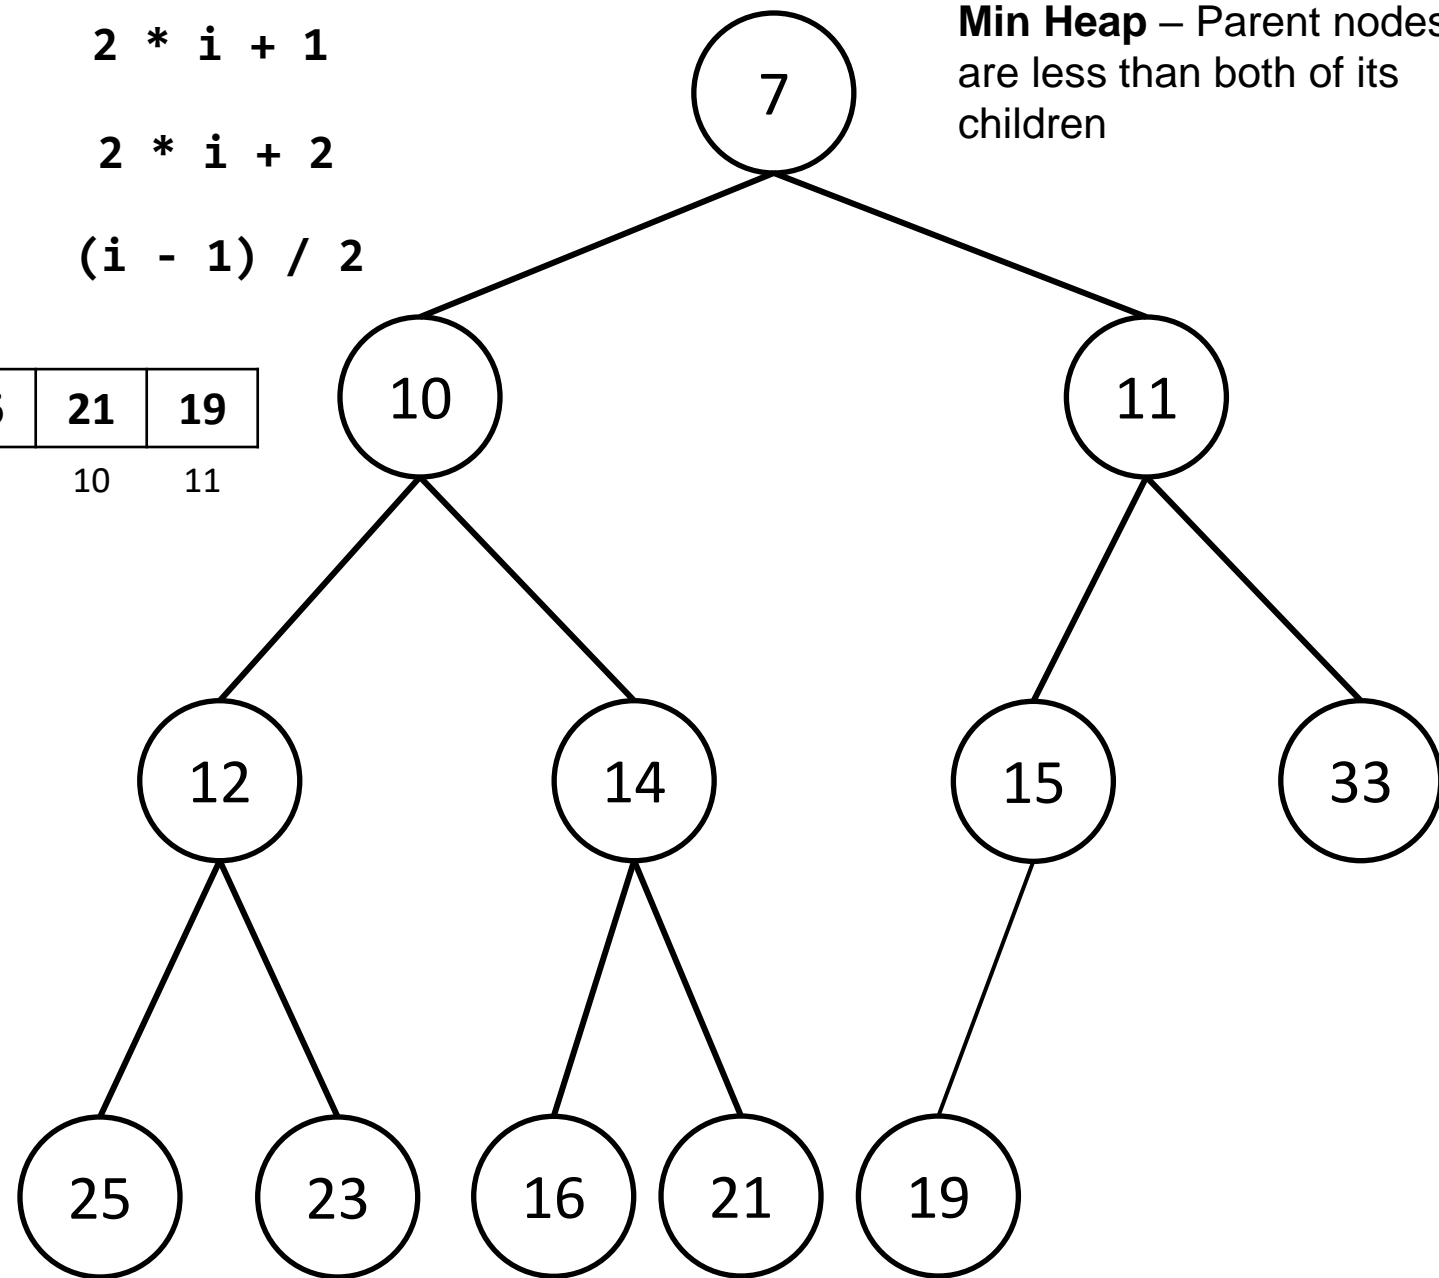 2 * i + 1
2 * i + 2
(i - 1) / 2
Min Heap – Parent nodes
are less than both of its
children
21 19
10 11
7
10 11
12 14 15 33
25 23 16 21 19